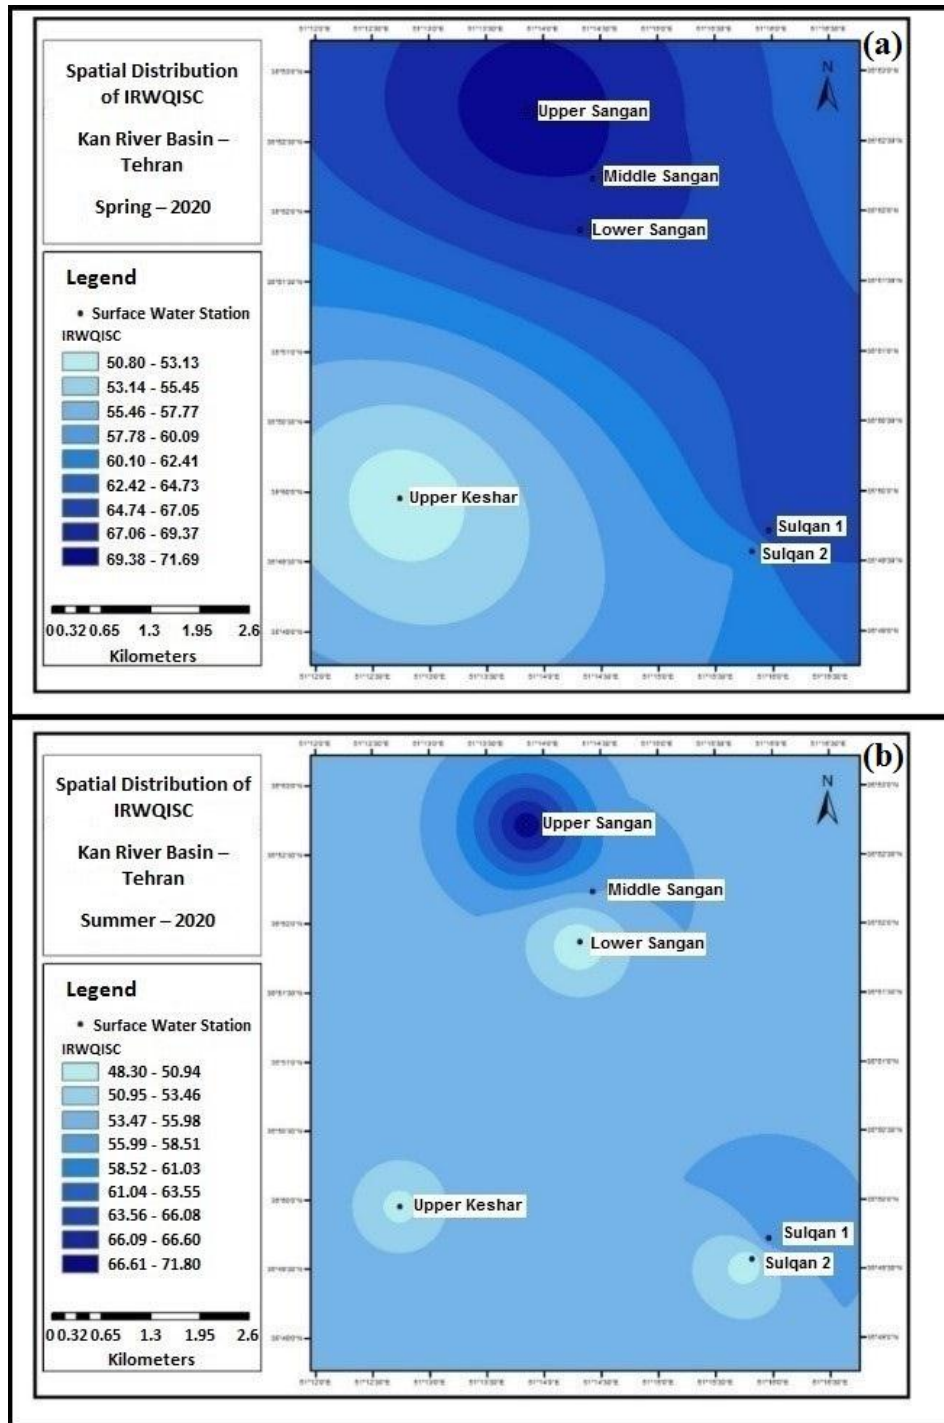 (a)
Spatial Distribution
of IRWQISC
Kan River Basin –
Tehran
Spring – 2020
Legend
Surface Water Station
IRWQISC
50.80 - 53.13
53.14 - 55.45
55.46 - 57.77
57.78 - 60.09
60.10 - 62.41
62.42 - 64.73
64.74 - 67.05
67.06 - 69.37
69.38 - 71.69
0 0.32 0.65 1.3 1.95 2.6
Kilometers
N
Upper Sangan
Middle Sangan
Lower Sangan
Upper Keshar
Sulqan 1
Sulqan 2
(b)
Spatial Distribution of
IRWQISC
Kan River Basin –
Tehran
Summer – 2020
Legend
Surface Water Station
IRWQISC
48.30 - 50.94
50.95 - 53.46
53.47 - 55.98
55.99 - 58.51
58.52 - 61.03
61.04 - 63.55
63.56 - 66.08
66.09 - 66.60
66.61 - 71.80
0 0.32 0.65 1.3 1.95 2.6
Kilometers
N
Upper Sangan
Middle Sangan
Lower Sangan
Upper Keshar
Sulqan 1
Sulqan 2